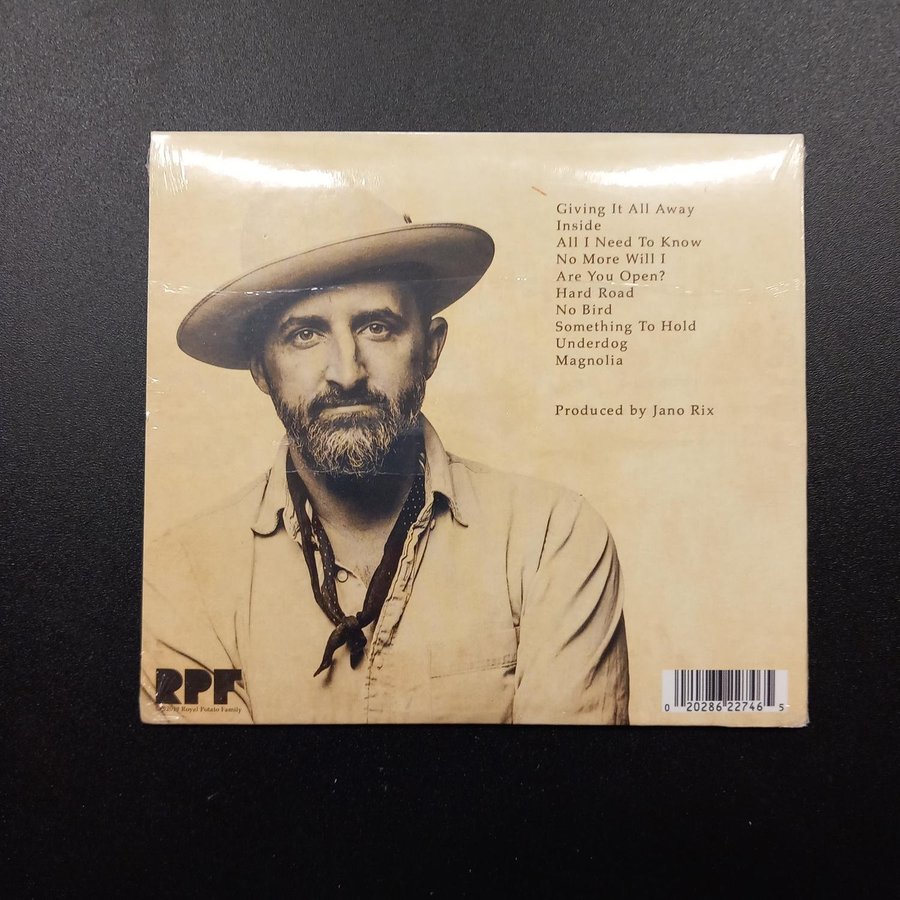 Giving It All Away
Inside
All I Need To Know
No More Will I
Are You Open?
Hard Road
No Bird
Something To Hold
Underdog
Magnolia
Produced by Jano Rix
RPF
Royal Potato Family
0 20286 22746 5